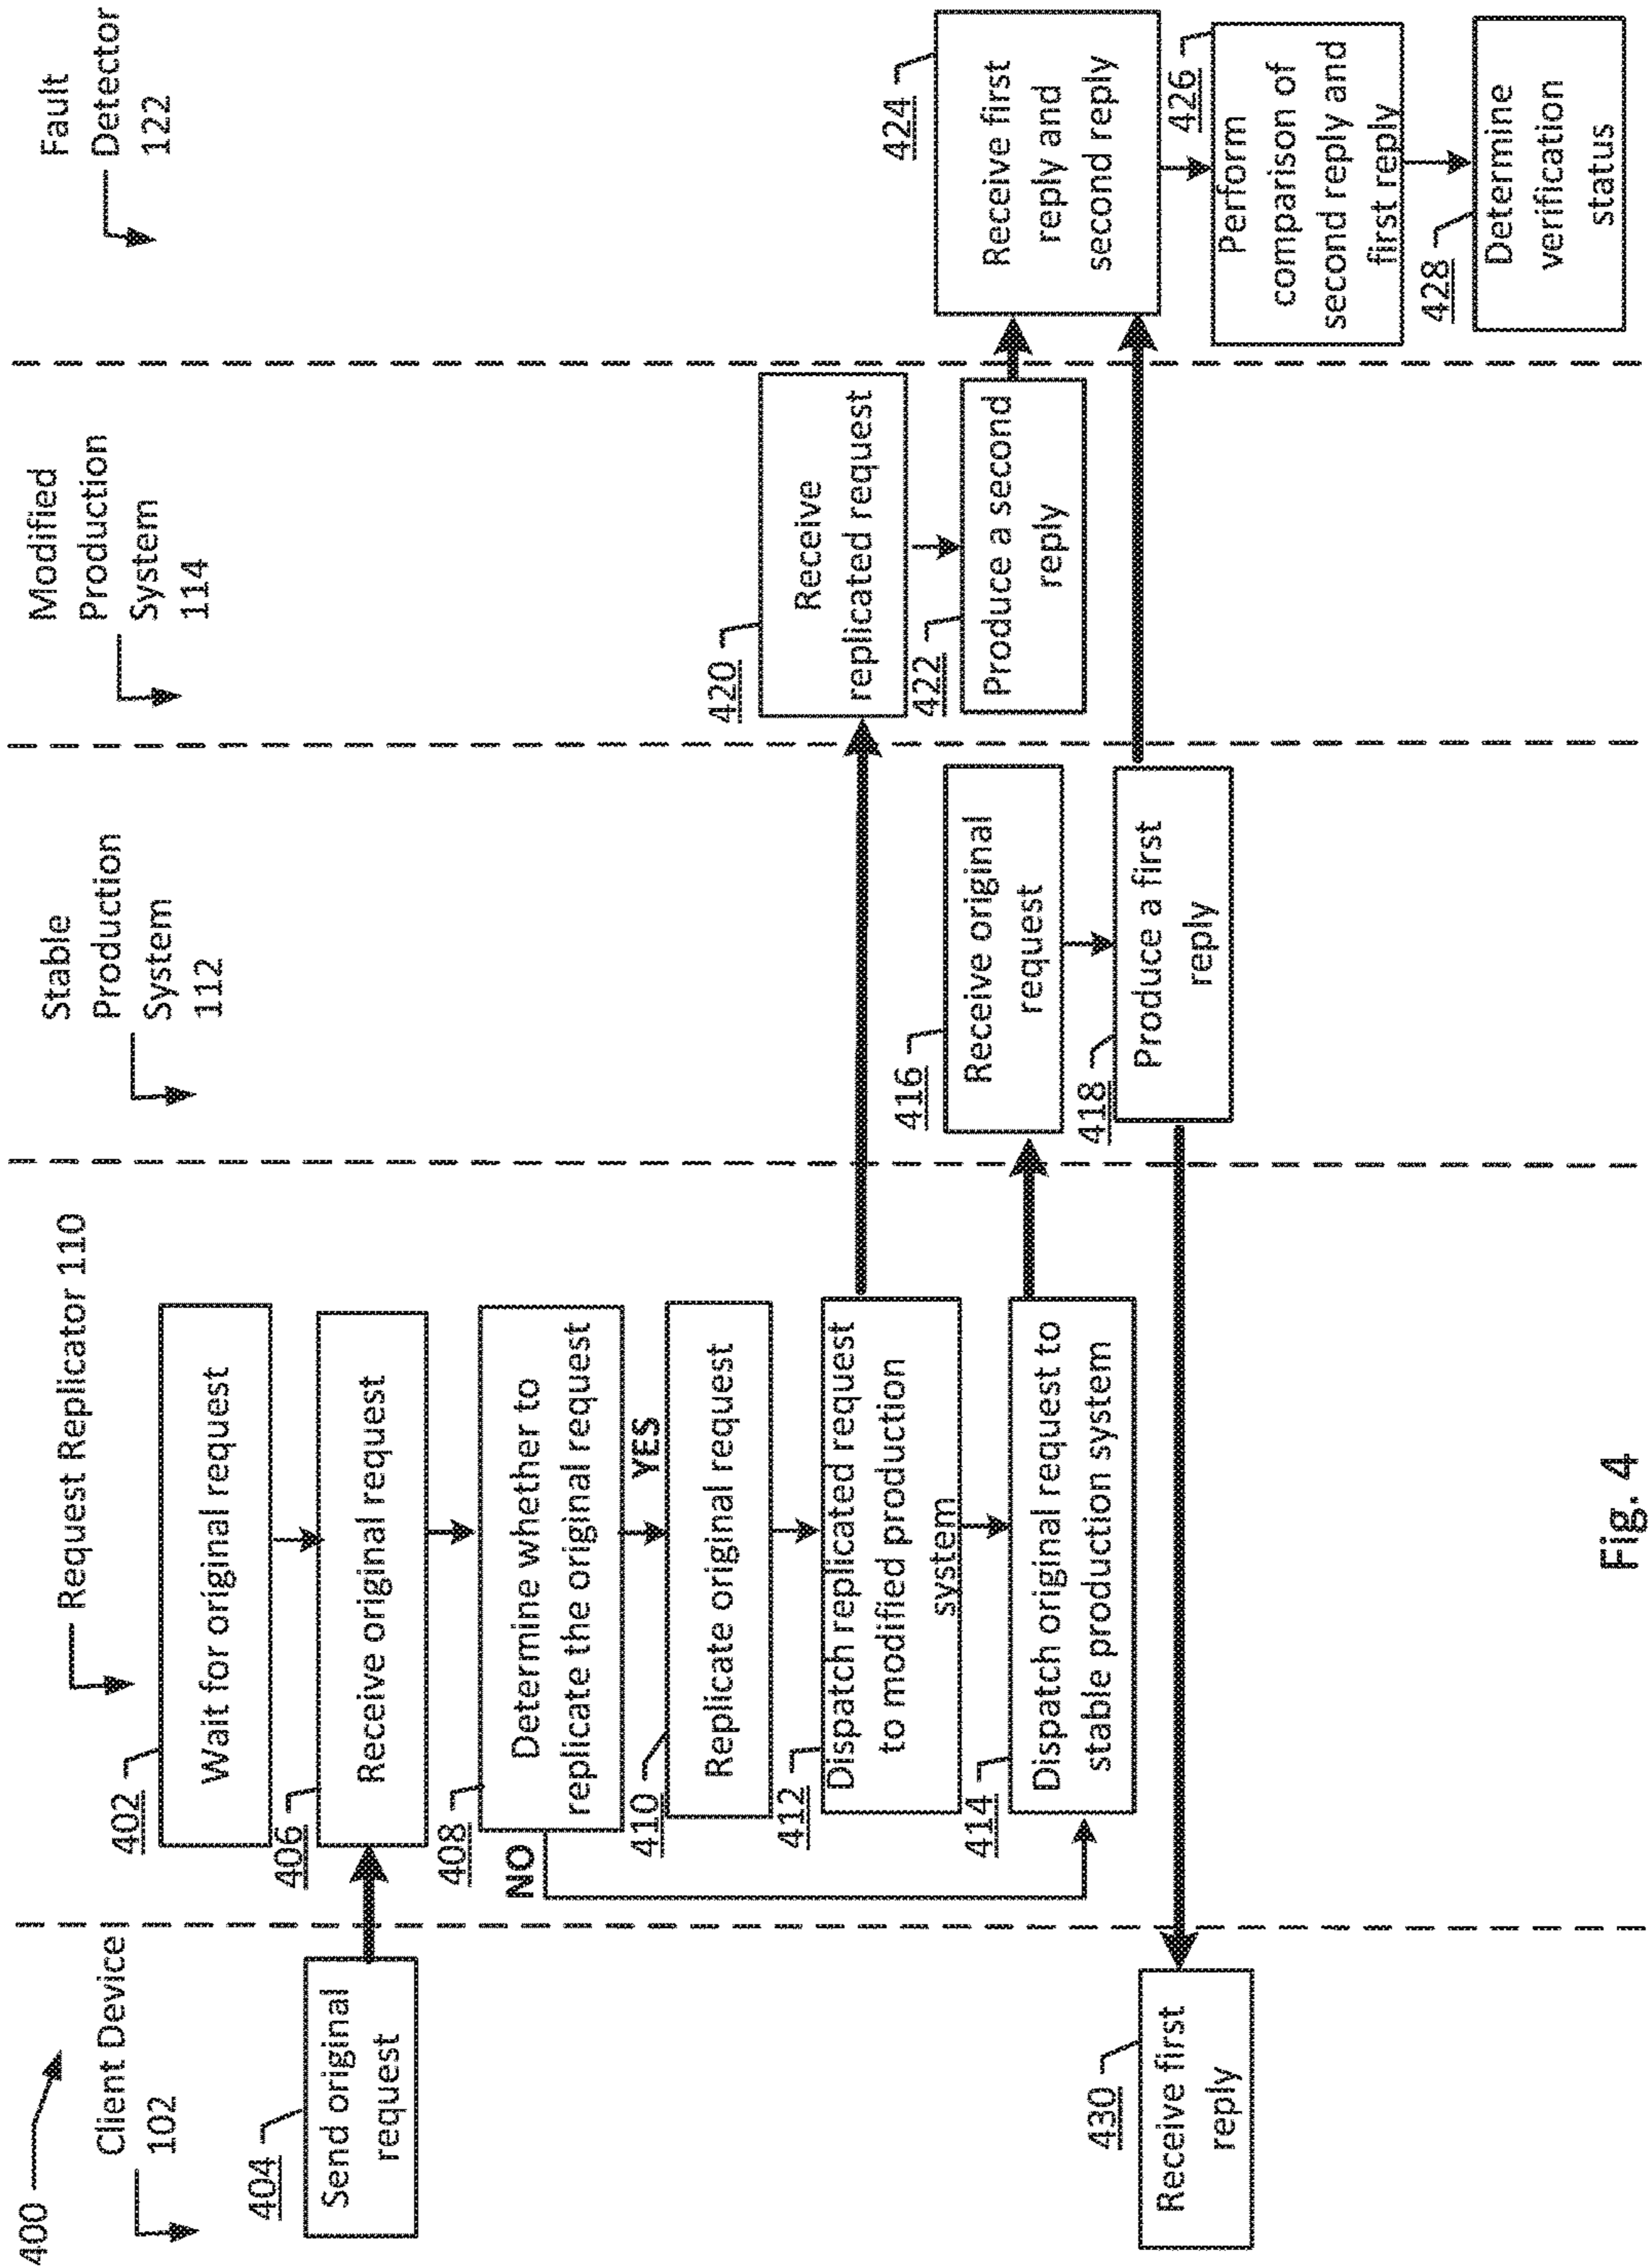 400
Client Device
102
Request Replicator 110
Stable
Production
System
112
Modified
Production
System
114
Fault
Detector
122
402
Wait for original request
404
Send original
request
406
Receive original request
408
Determine whether to
replicate the original request
NO
YES
410
Replicate original request
412
Dispatch replicated request
to modified production
system
414
Dispatch original request to
stable production system
416
Receive original
request
418
Produce a first
reply
420
Receive
replicated request
422
Produce a second
reply
424
Receive first
reply and
second reply
426
Perform
comparison of
second reply and
first reply
428
Determine
verification
status
430
Receive first
reply
Fig. 4